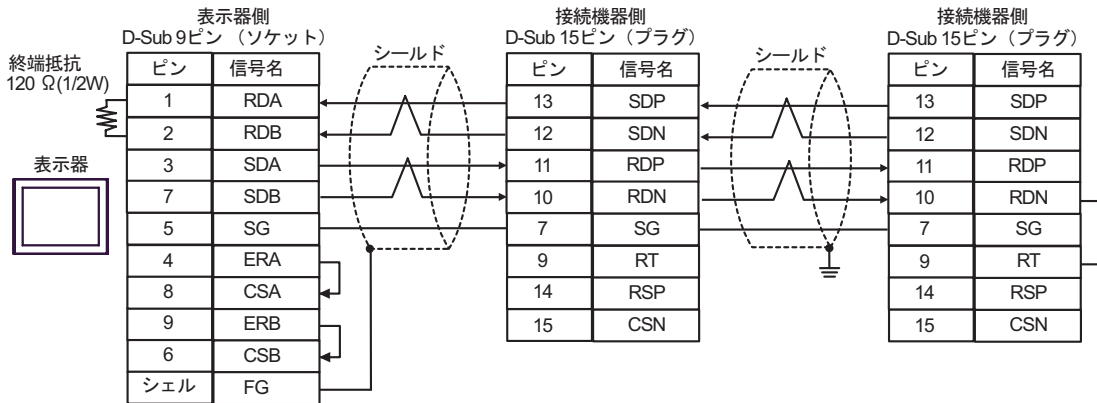 表示器側
D-Sub 9ピン （ソケット）
終端抵抗
120 Ω(1/2W)
表示器
ピン 信号名
1 RDA
2 RDB
3 SDA
7 SDB
5 SG
4 ERA
8 CSA
9 ERB
6 CSB
シェル FG
シールド
接続機器側
D-Sub 15ピン（プラグ）
ピン 信号名
13 SDP
12 SDN
11 RDP
10 RDN
7 SG
9 RT
14 RSP
15 CSN
シールド
接続機器側
D-Sub 15ピン（プラグ）
ピン 信号名
13 SDP
12 SDN
11 RDP
10 RDN
7 SG
9 RT
14 RSP
15 CSN